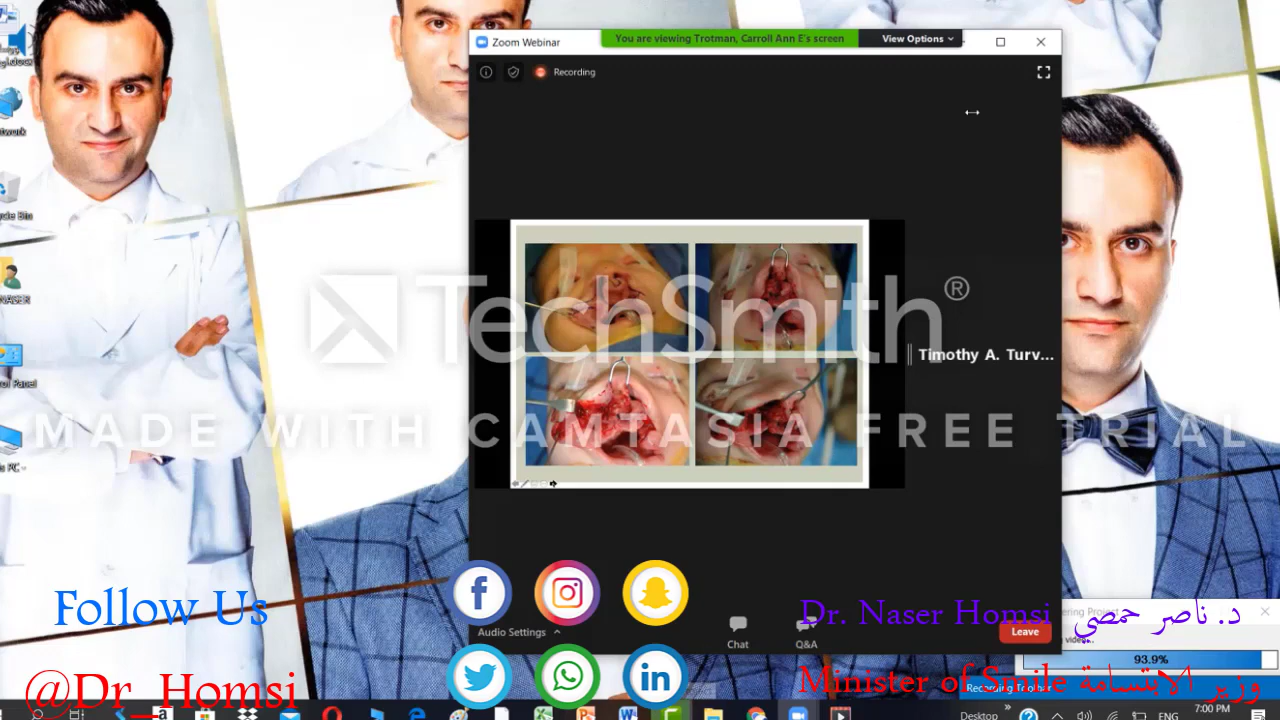 Zoom Webinar
You are viewing Trotman, Carroll Ann E's screen
View Options
Recording
TechSmith®
Timothy A. Turv...
MADE WITH CAMTASIA FREE TRIAL
Follow Us
@Dr_Homsi
Audio Settings
Chat
Q&A
Leave
Dr. Naser Homsi د. ناصر حمصي
93.9%
Minister of Smile وزير الابتسامة
Recording Toolbar
Desktop
ENG
7:00 PM